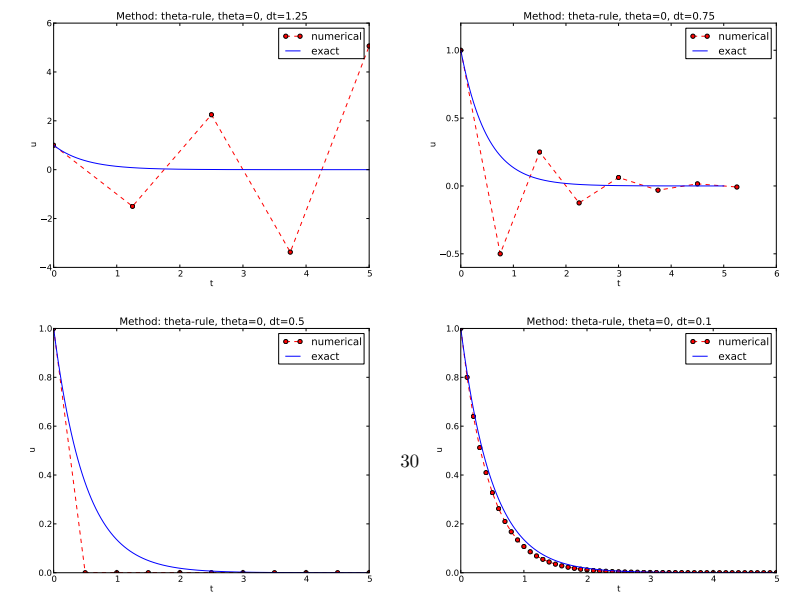 Method: theta-rule, theta=0, dt=1.25
6
4
2
0
−2
−4
u
0 1 2 3 4 5
t
numerical
exact
Method: theta-rule, theta=0, dt=0.75
1.0
0.5
0.0
−0.5
u
0 1 2 3 4 5 6
t
numerical
exact
Method: theta-rule, theta=0, dt=0.5
1.0
0.8
0.6
0.4
0.2
0.0
u
0 1 2 3 4 5
t
numerical
exact
30
Method: theta-rule, theta=0, dt=0.1
1.0
0.8
0.6
0.4
0.2
0.0
u
0 1 2 3 4 5
t
numerical
exact